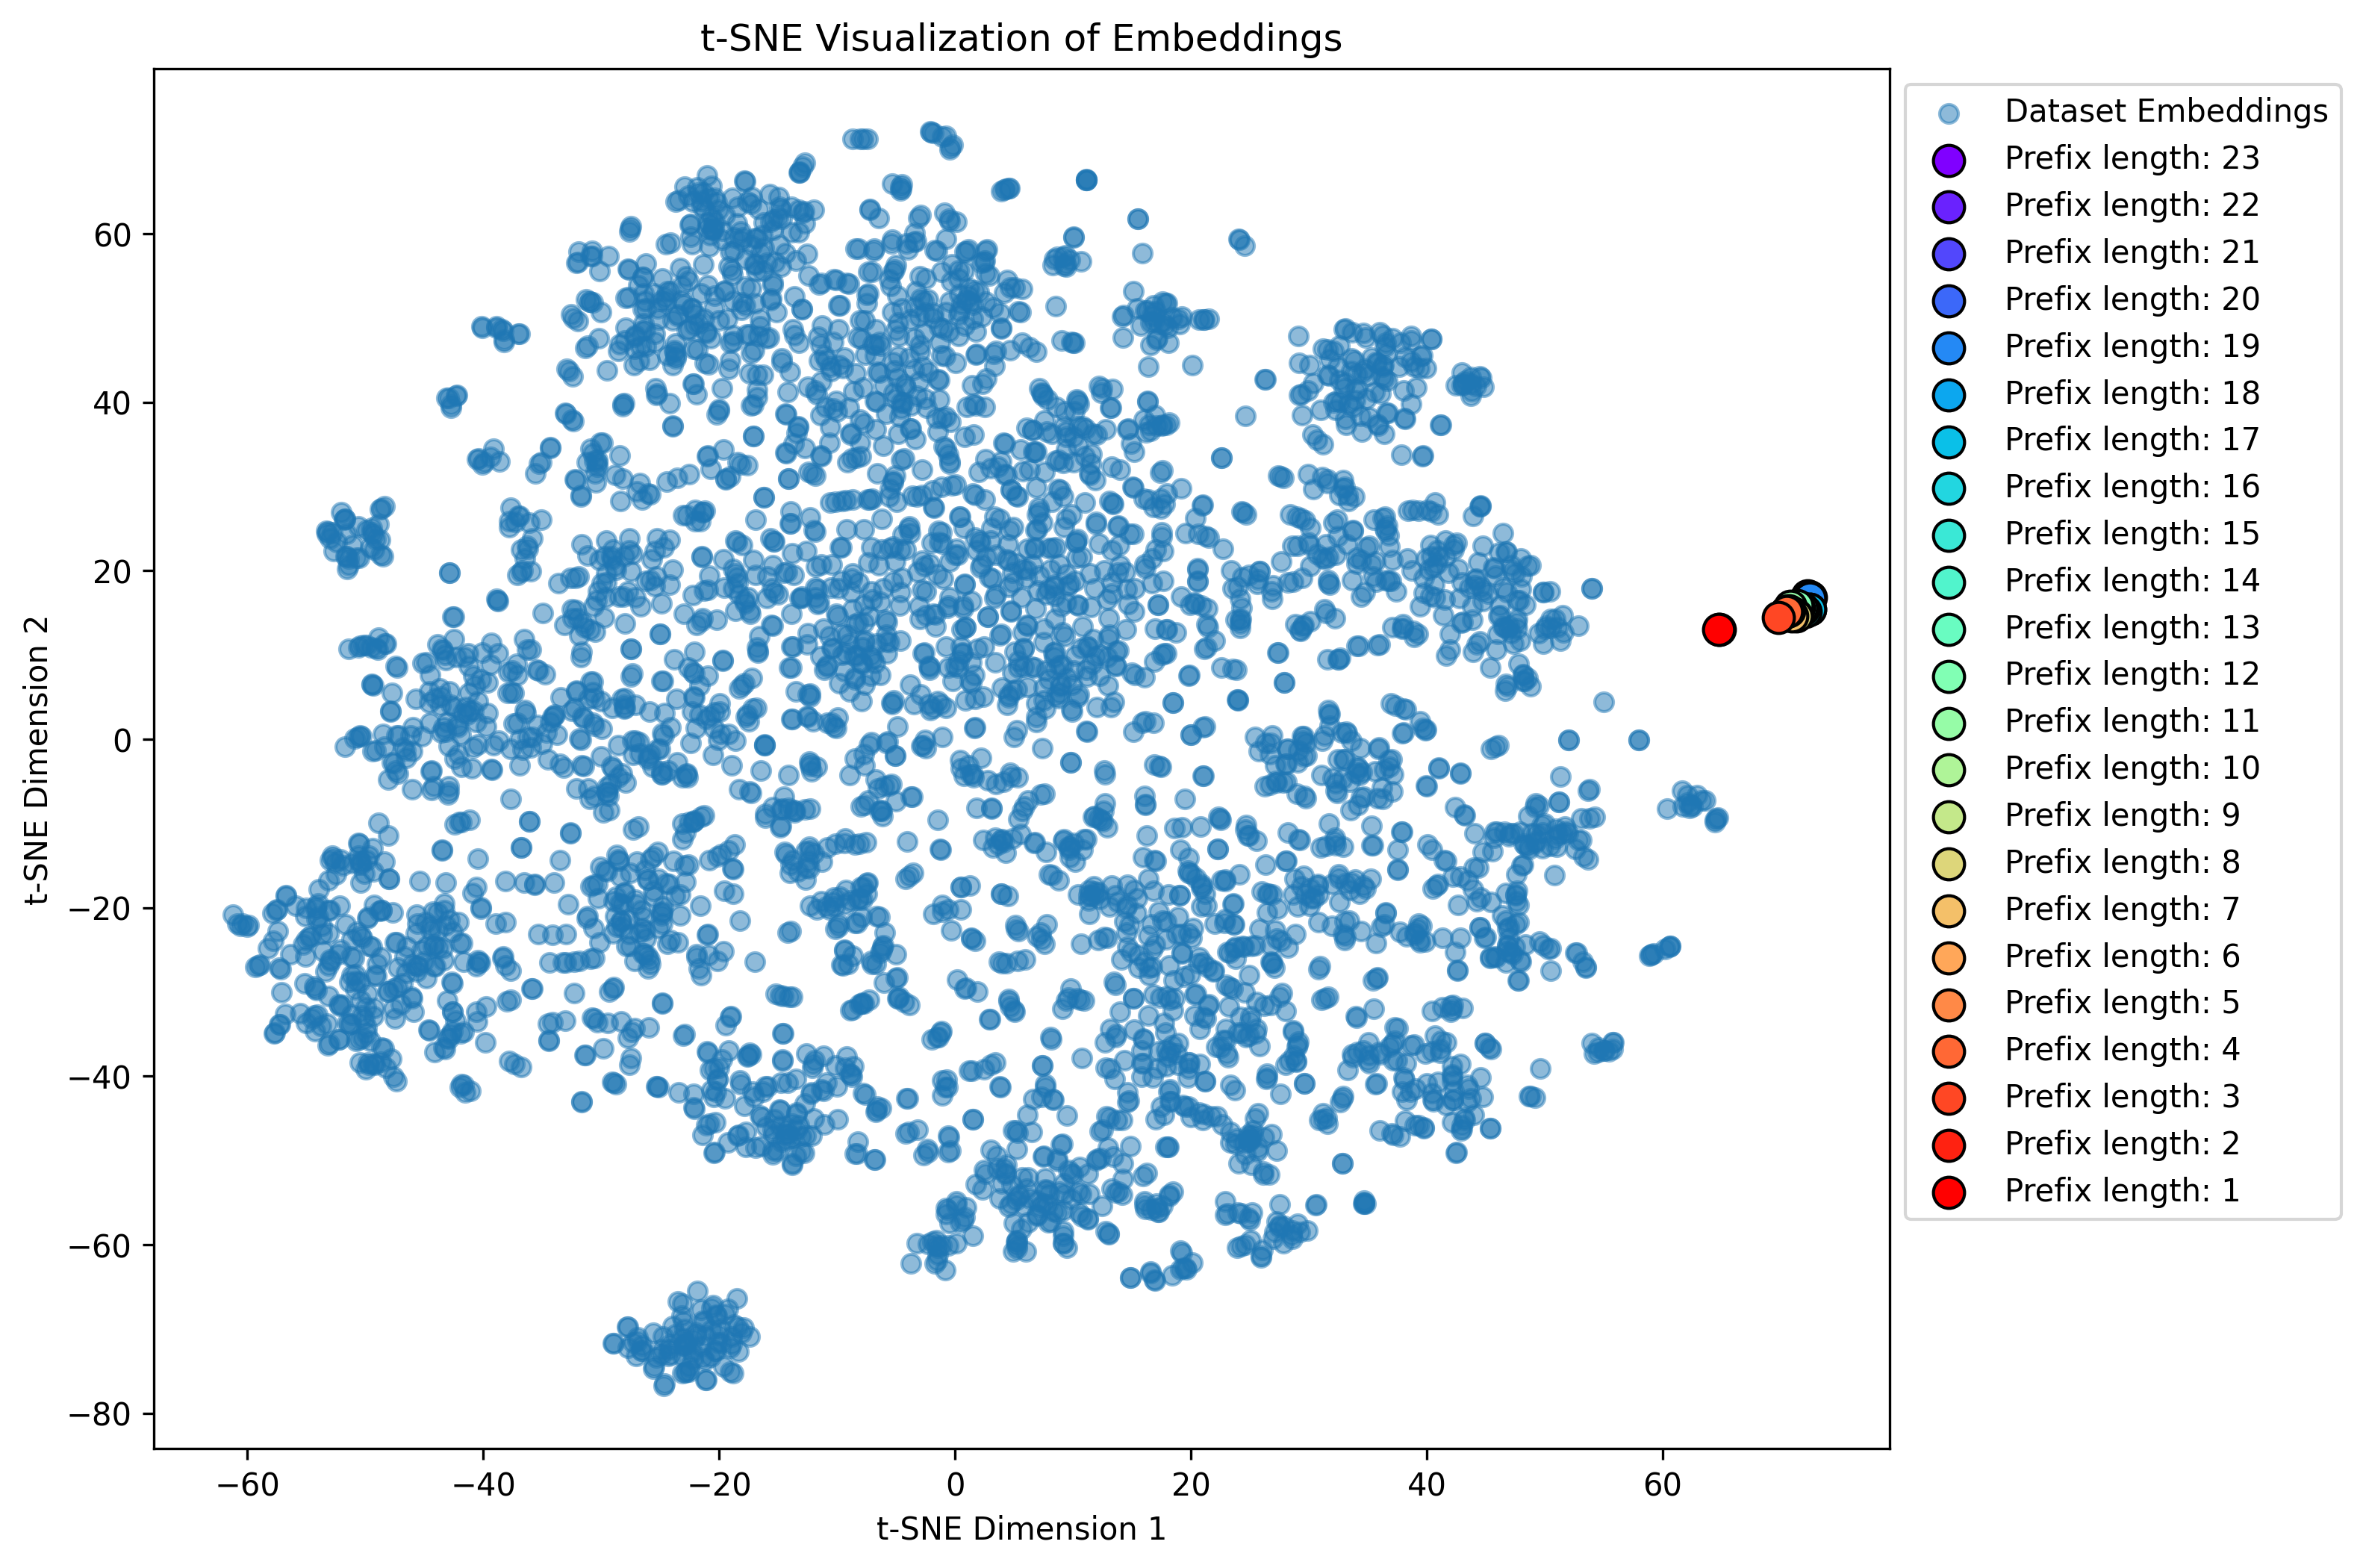 t-SNE Visualization of Embeddings
t-SNE Dimension 2
60
40
20
0
−20
−40
−60
−80
−60
−40
−20
0
20
40
60
t-SNE Dimension 1
Dataset Embeddings
Prefix length: 23
Prefix length: 22
Prefix length: 21
Prefix length: 20
Prefix length: 19
Prefix length: 18
Prefix length: 17
Prefix length: 16
Prefix length: 15
Prefix length: 14
Prefix length: 13
Prefix length: 12
Prefix length: 11
Prefix length: 10
Prefix length: 9
Prefix length: 8
Prefix length: 7
Prefix length: 6
Prefix length: 5
Prefix length: 4
Prefix length: 3
Prefix length: 2
Prefix length: 1